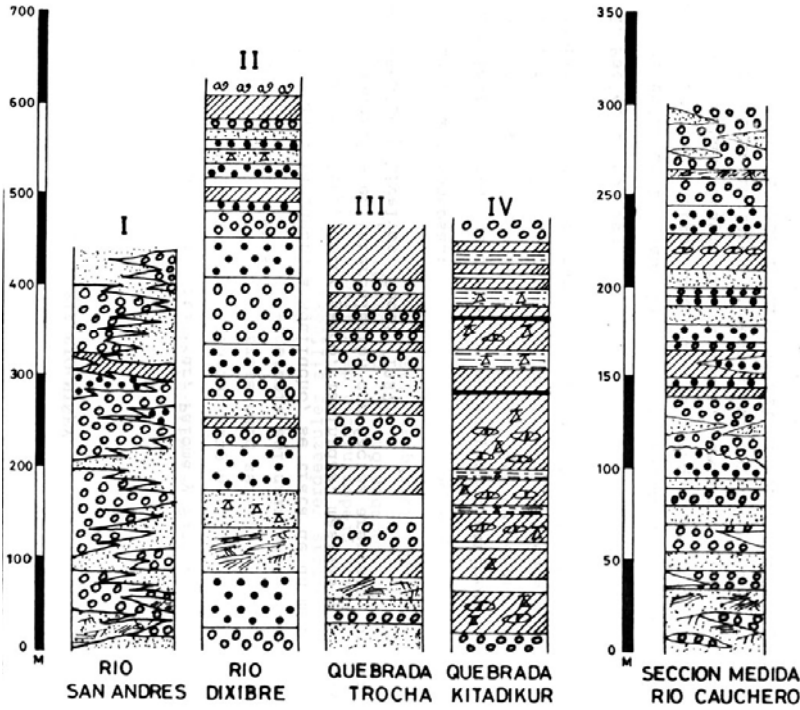 700
600
500
400
300
200
100
0
M
I
II
III
IV
350
300
250
200
150
100
50
0
M
RIO
SAN ANDRES
RIO
DIXIBRE
QUEBRADA
TROCHA
QUEBRADA
KITADIKUR
SECCION MEDIDA
RIO CAUCHERO